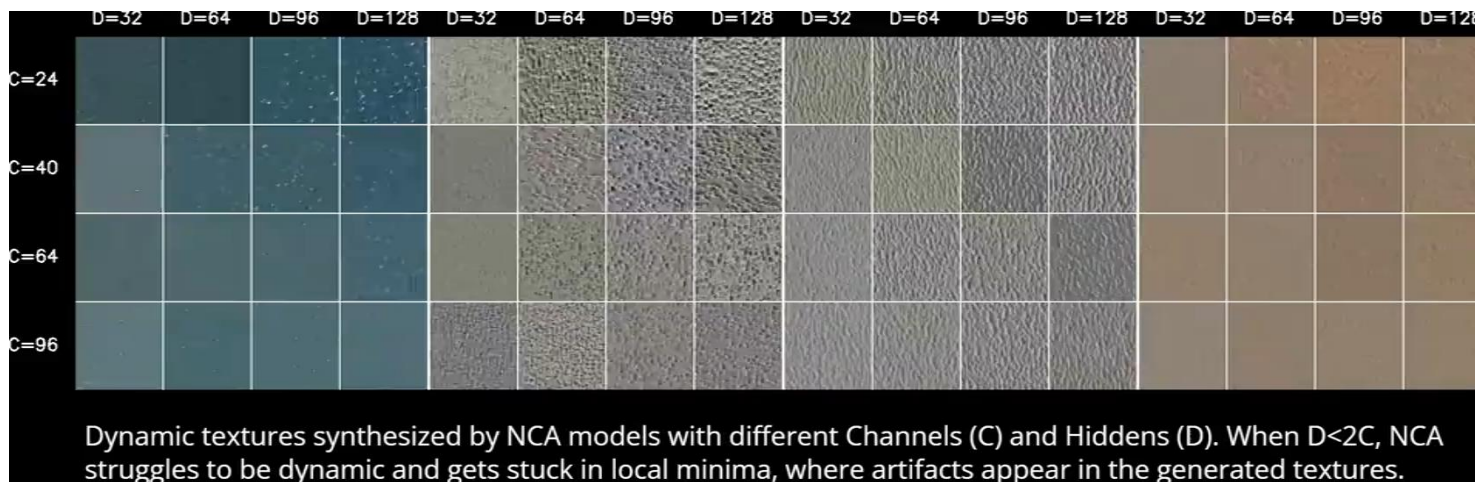 D=32 D=64 D=96 D=128 D=32 D=64 D=96 D=128 D=32 D=64 D=96 D=128 D=32 D=64 D=96 D=128
C=24
C=40
C=64
C=96
Dynamic textures synthesized by NCA models with different Channels (C) and Hiddens (D). When D<2C, NCA
struggles to be dynamic and gets stuck in local minima, where artifacts appear in the generated textures.